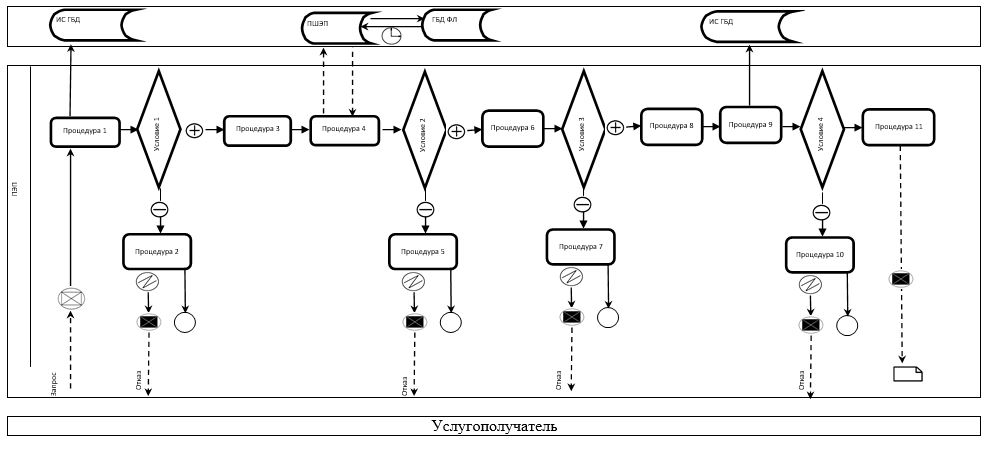 ИС ГБД
ПШЭП
ГБД ФЛ
ИС ГБД
ПЭП
Процедура 1
Условие 1
Процедура 3
Процедура 4
Условие 2
Процедура 6
Условие 3
Процедура 8
Процедура 9
Условие 4
Процедура 11
Процедура 2
Процедура 5
Процедура 7
Процедура 10
Запрос
Отказ
Отказ
Отказ
Отказ
Услугополучатель